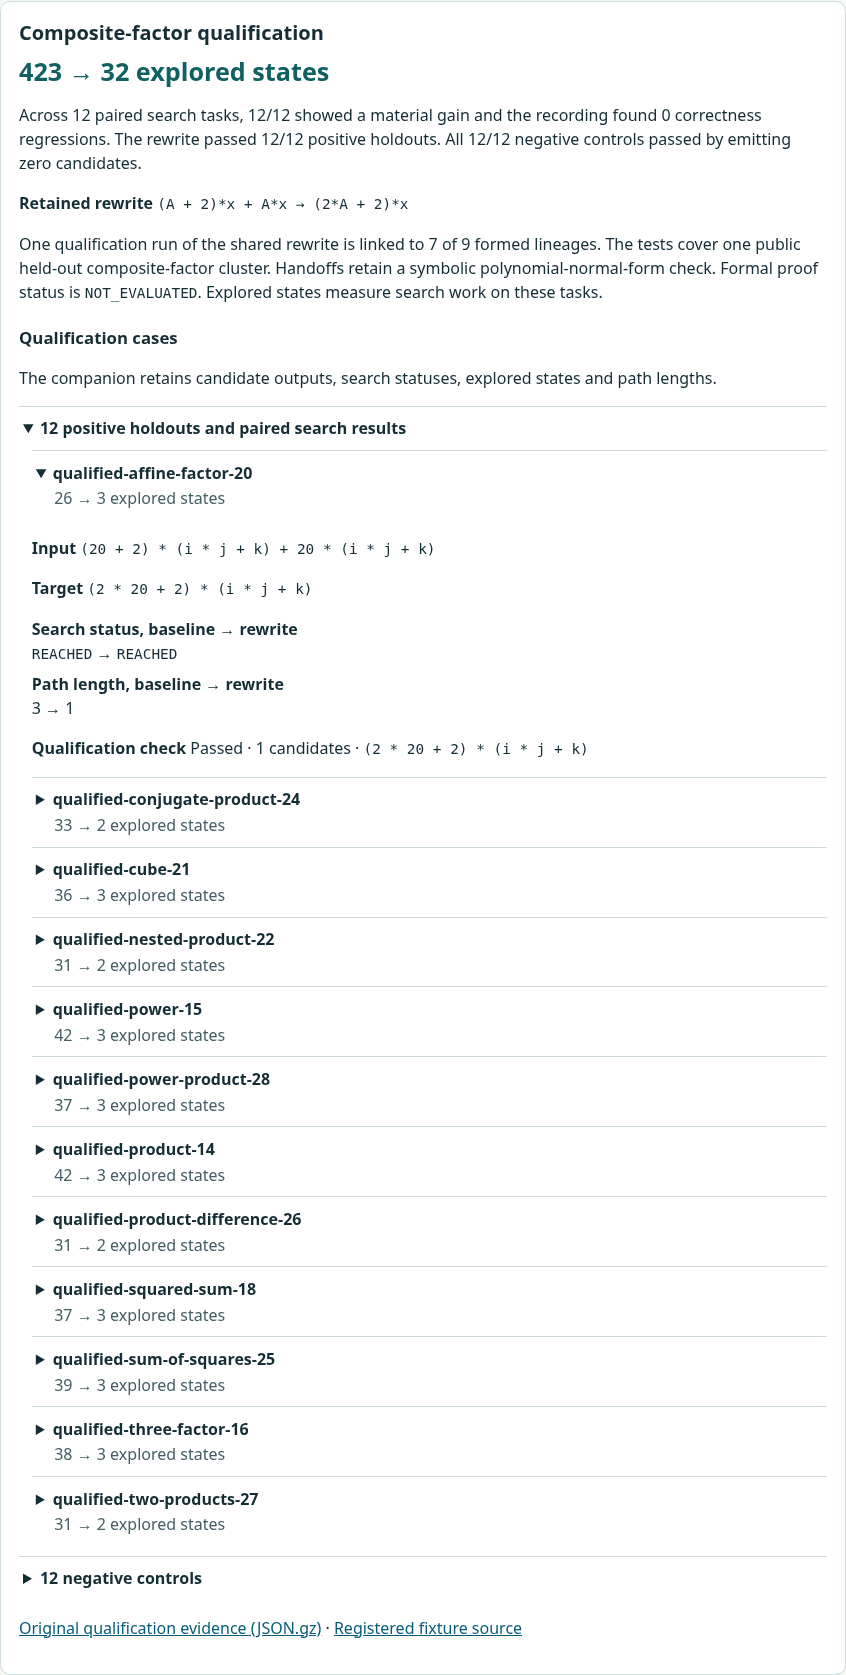 Composite-factor qualification
423 → 32 explored states
Across 12 paired search tasks, 12/12 showed a material gain and the recording found 0 correctness
regressions. The rewrite passed 12/12 positive holdouts. All 12/12 negative controls passed by emitting
zero candidates.
Retained rewrite (A + 2)*x + A*x → (2*A + 2)*x
One qualification run of the shared rewrite is linked to 7 of 9 formed lineages. The tests cover one public
held-out composite-factor cluster. Handoffs retain a symbolic polynomial-normal-form check. Formal proof
status is NOT_EVALUATED. Explored states measure search work on these tasks.
Qualification cases
The companion retains candidate outputs, search statuses, explored states and path lengths.
▼ 12 positive holdouts and paired search results
▼ qualified-affine-factor-20
26 → 3 explored states
Input (20 + 2) * (i * j + k) + 20 * (i * j + k)
Target (2 * 20 + 2) * (i * j + k)
Search status, baseline → rewrite
REACHED → REACHED
Path length, baseline → rewrite
3 → 1
Qualification check Passed · 1 candidates · (2 * 20 + 2) * (i * j + k)
▶ qualified-conjugate-product-24
33 → 2 explored states
▶ qualified-cube-21
36 → 3 explored states
▶ qualified-nested-product-22
31 → 2 explored states
▶ qualified-power-15
42 → 3 explored states
▶ qualified-power-product-28
37 → 3 explored states
▶ qualified-product-14
42 → 3 explored states
▶ qualified-product-difference-26
31 → 2 explored states
▶ qualified-squared-sum-18
37 → 3 explored states
▶ qualified-sum-of-squares-25
39 → 3 explored states
▶ qualified-three-factor-16
38 → 3 explored states
▶ qualified-two-products-27
31 → 2 explored states
▶ 12 negative controls
Original qualification evidence (JSON.gz) · Registered fixture source